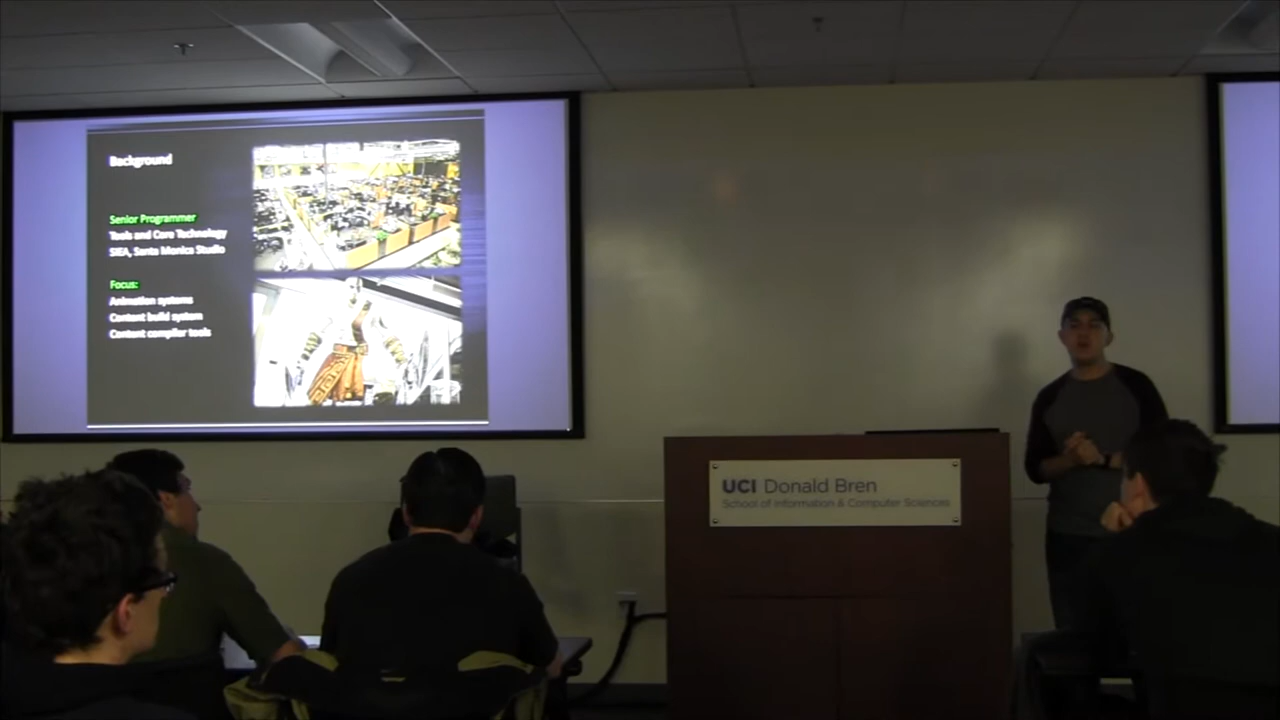 Background
Senior Programmer
Tools and Core Technology
SIEA, Santa Monica Studio
Focus:
Animation systems
Content build system
Content compiler tools
UCI Donald Bren
School of Information & Computer Sciences